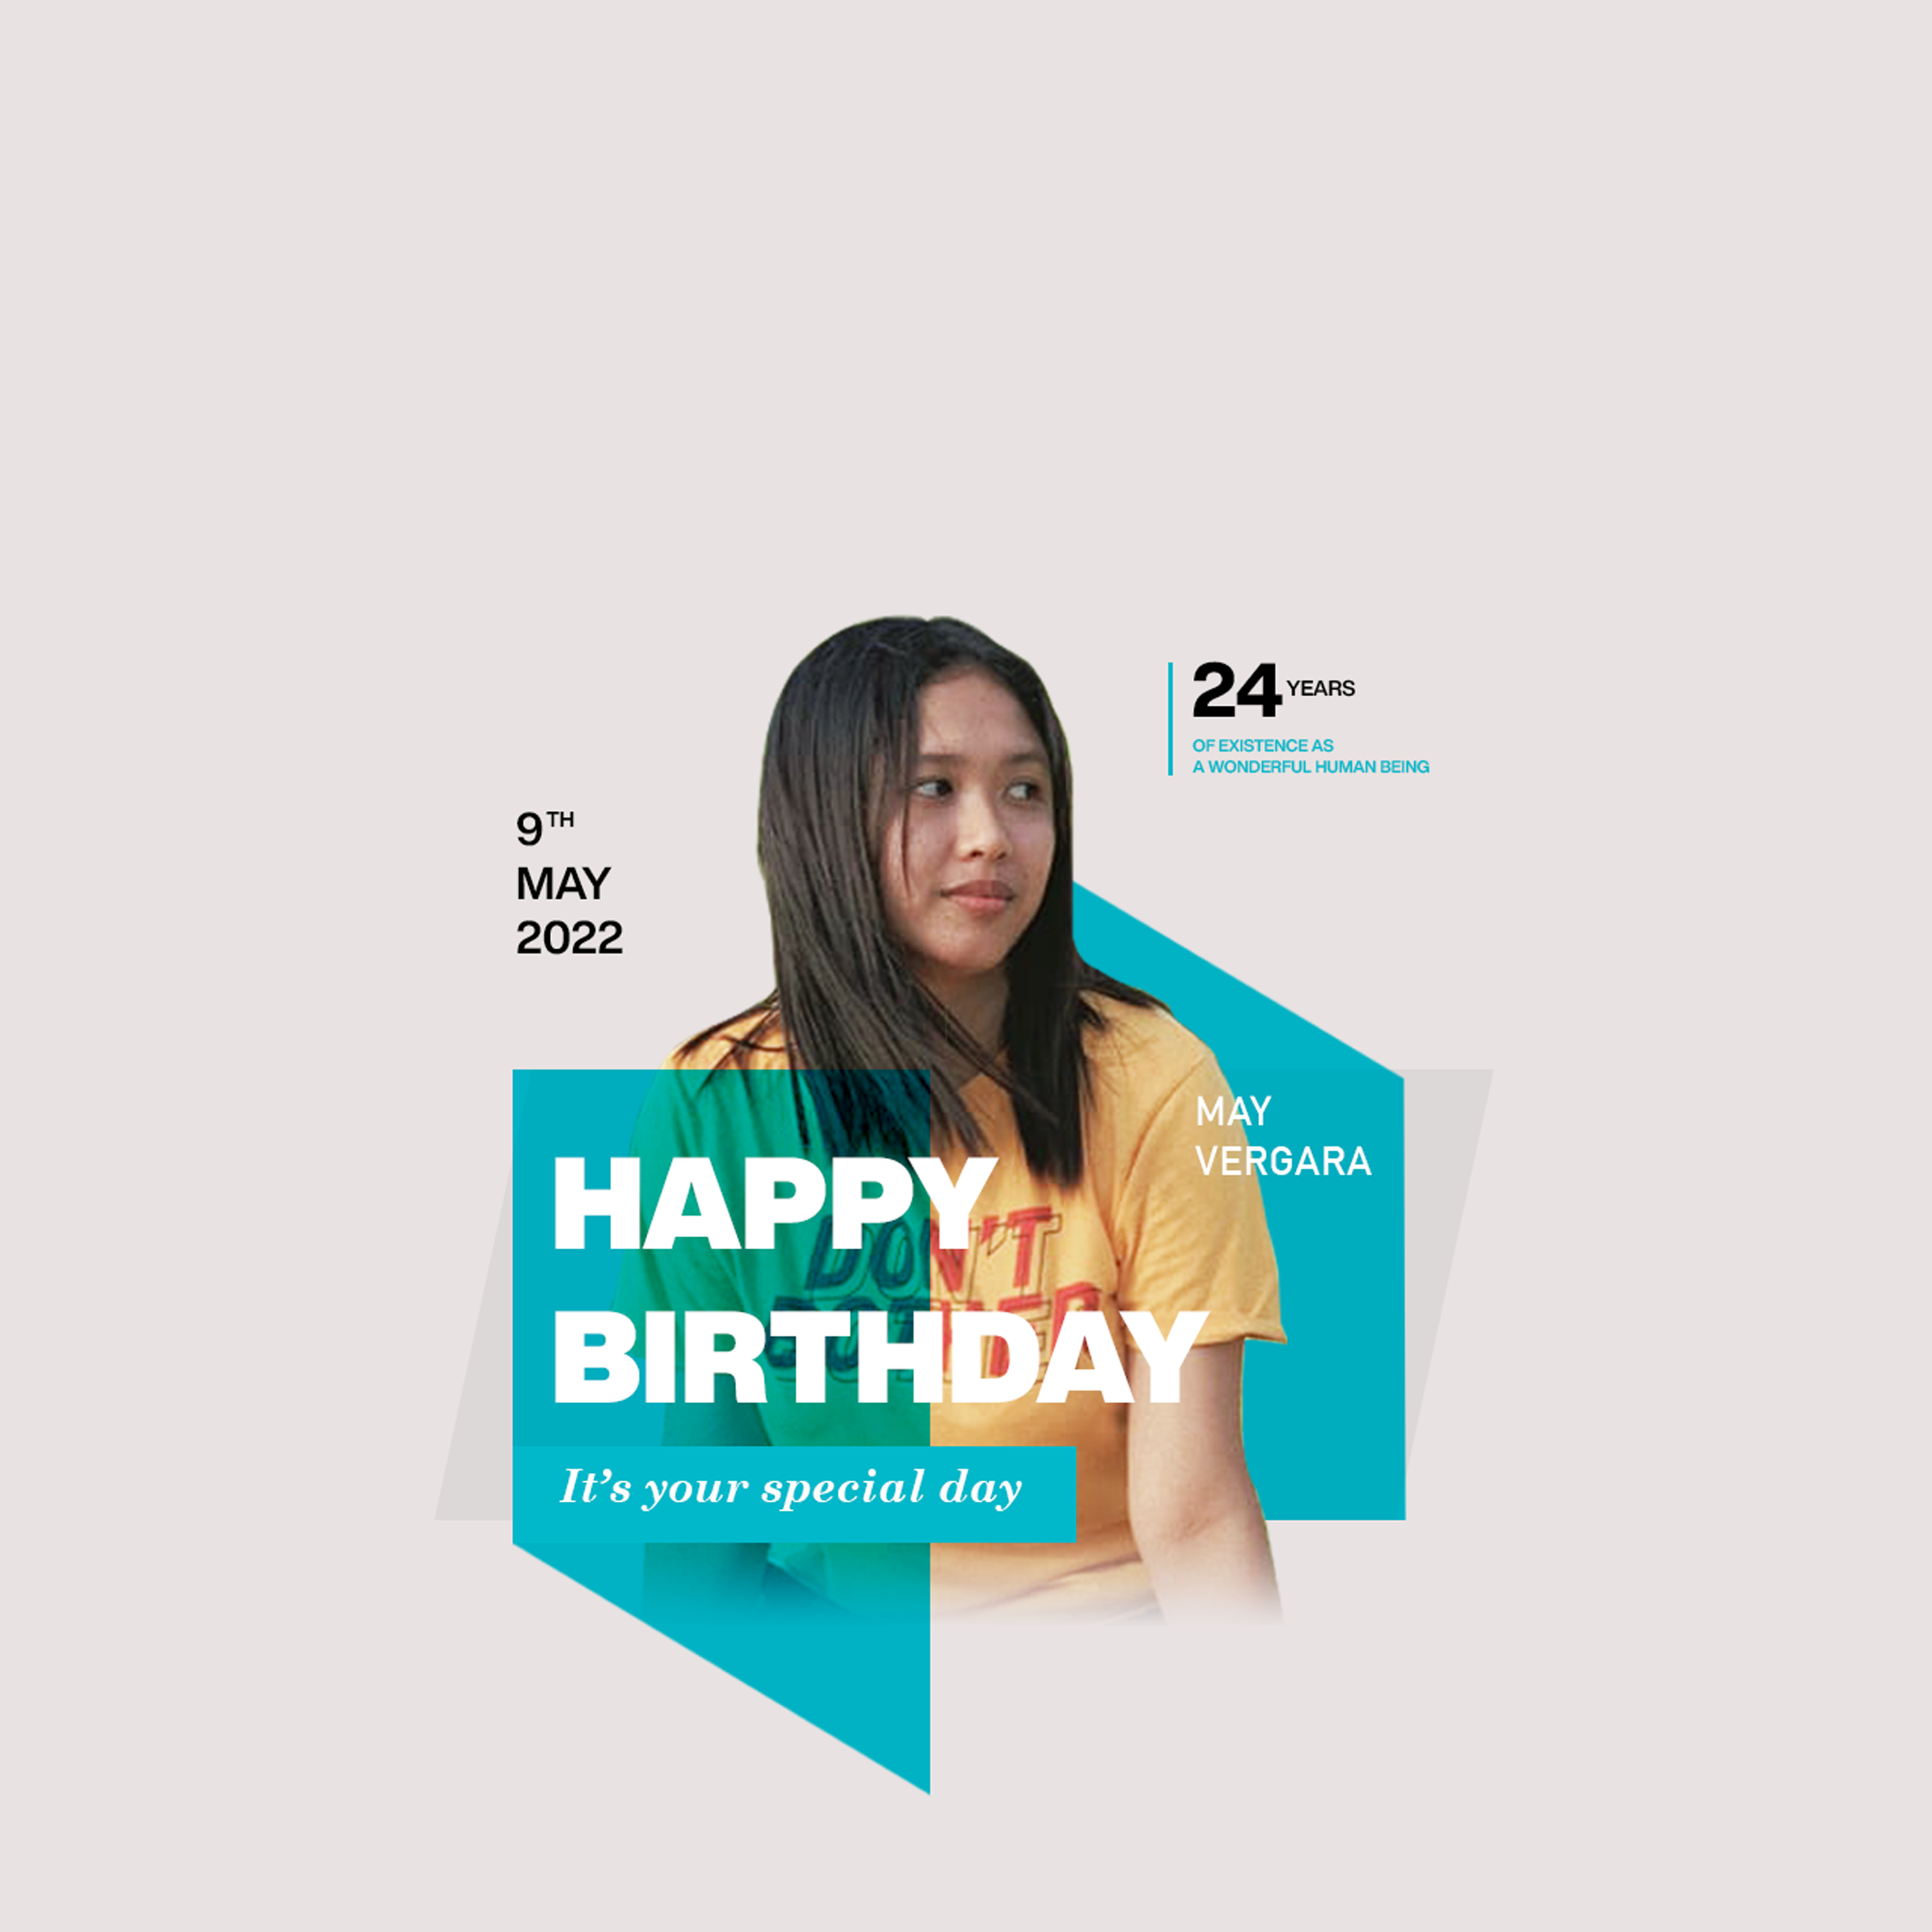 24 YEARS
OF EXISTENCE AS
A WONDERFUL HUMAN BEING
9TH
MAY
2022
MAY
VERGARA
HAPPY
BIRTHDAY
DON'T
It's your special day